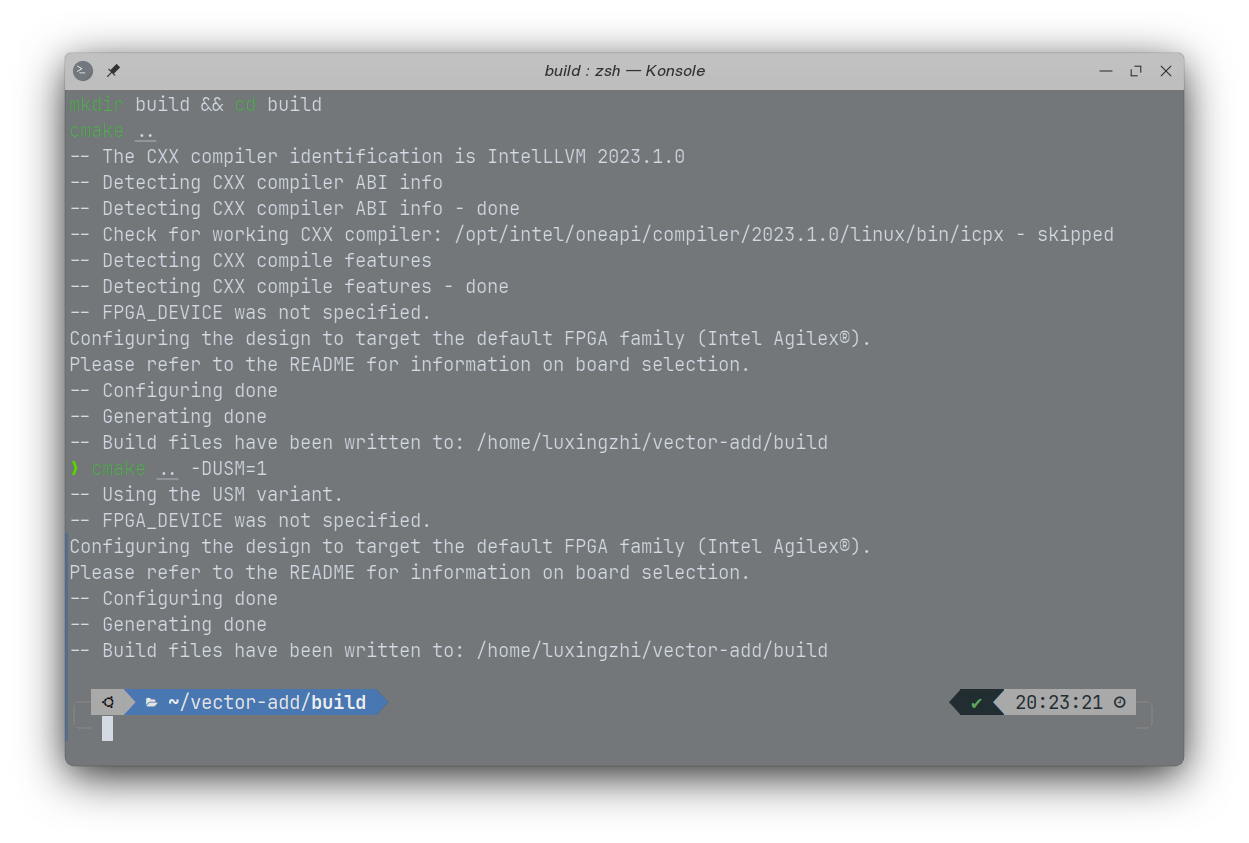 build : zsh — Konsole
mkdir build && cd build
cmake ..
-- The CXX compiler identification is IntelLLVM 2023.1.0
-- Detecting CXX compiler ABI info
-- Detecting CXX compiler ABI info - done
-- Check for working CXX compiler: /opt/intel/oneapi/compiler/2023.1.0/linux/bin/icpx - skipped
-- Detecting CXX compile features
-- Detecting CXX compile features - done
-- FPGA_DEVICE was not specified.
Configuring the design to target the default FPGA family (Intel Agilex®).
Please refer to the README for information on board selection.
-- Configuring done
-- Generating done
-- Build files have been written to: /home/luxingzhi/vector-add/build
❯ cmake .. -DUSM=1
-- Using the USM variant.
-- FPGA_DEVICE was not specified.
Configuring the design to target the default FPGA family (Intel Agilex®).
Please refer to the README for information on board selection.
-- Configuring done
-- Generating done
-- Build files have been written to: /home/luxingzhi/vector-add/build
~/vector-add/build ✔ 20:23:21